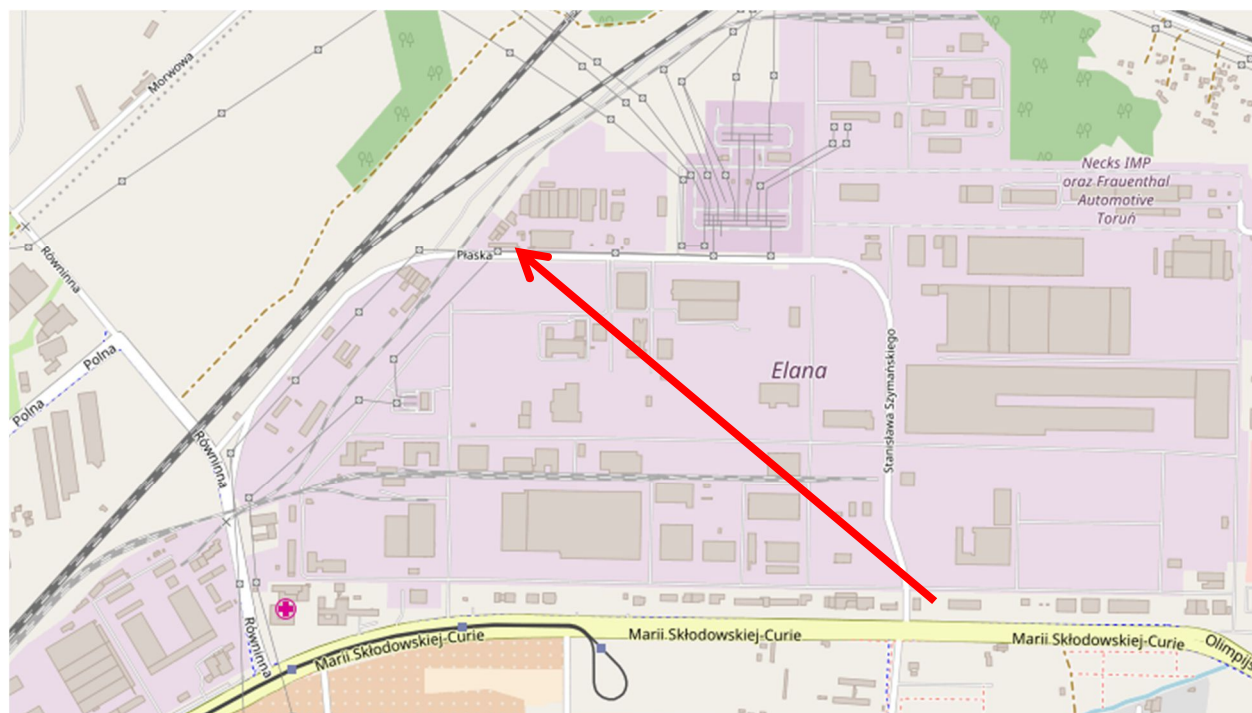 Morwowa
Necks IMP
oraz Frauenthal
Automotive
Toruń
Równinna
Płaska
Polna
Polna
Elana
Stanisława Szymańskiego
Równinna
Równinna
Marii Skłodowskiej-Curie
Marii Skłodowskiej-Curie
Marii Skłodowskiej-Curie
Olimpijs